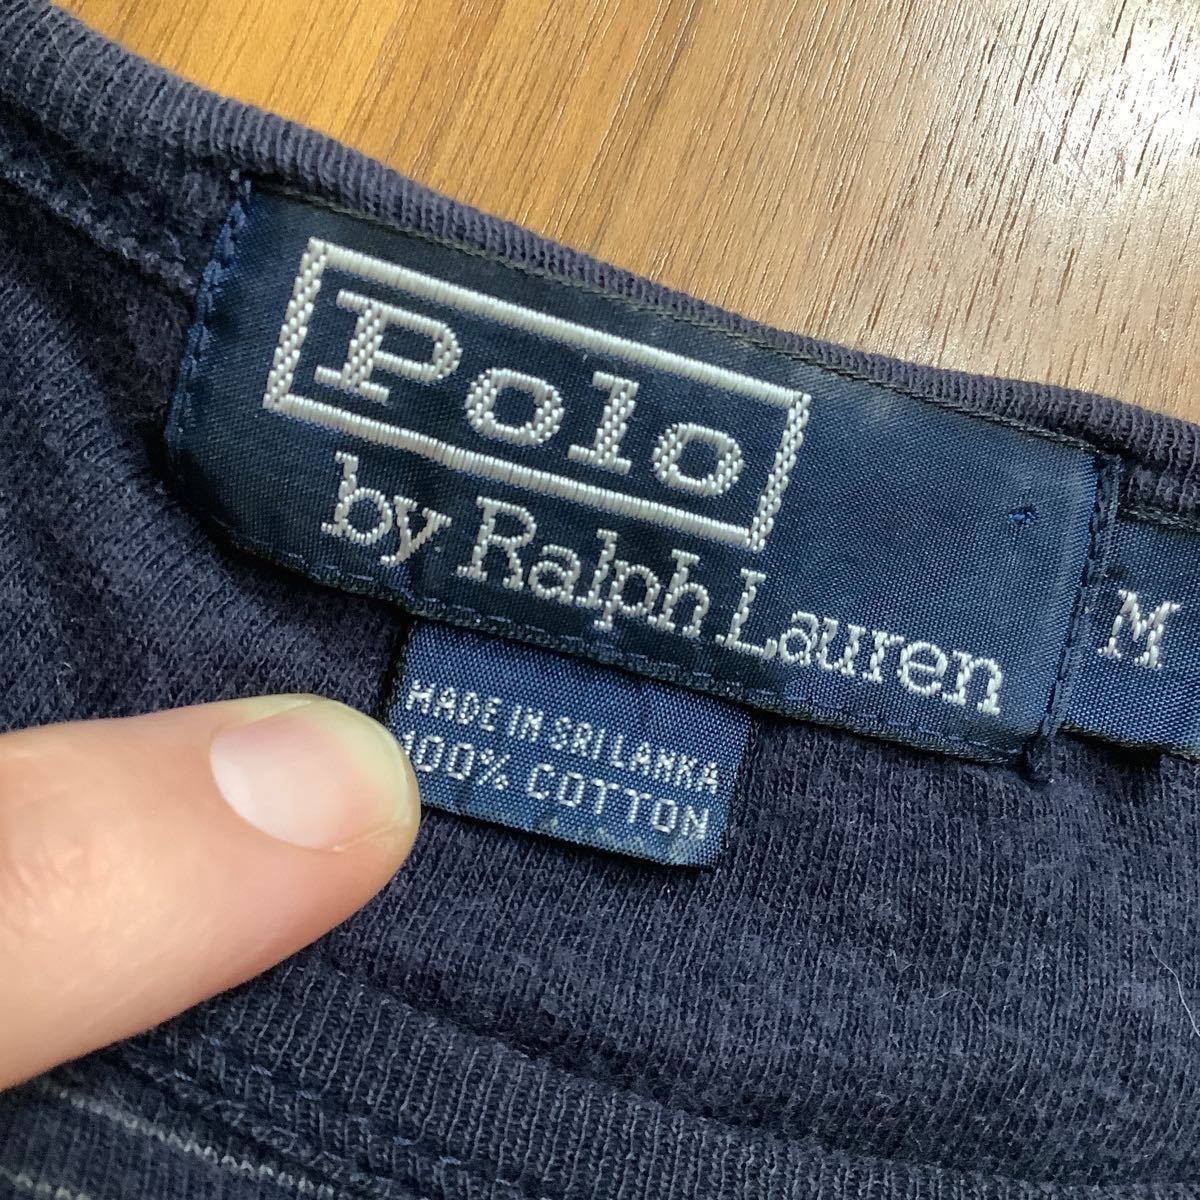 Polo
by Ralph Lauren
M
MADE IN SRI LANKA
100% COTTON